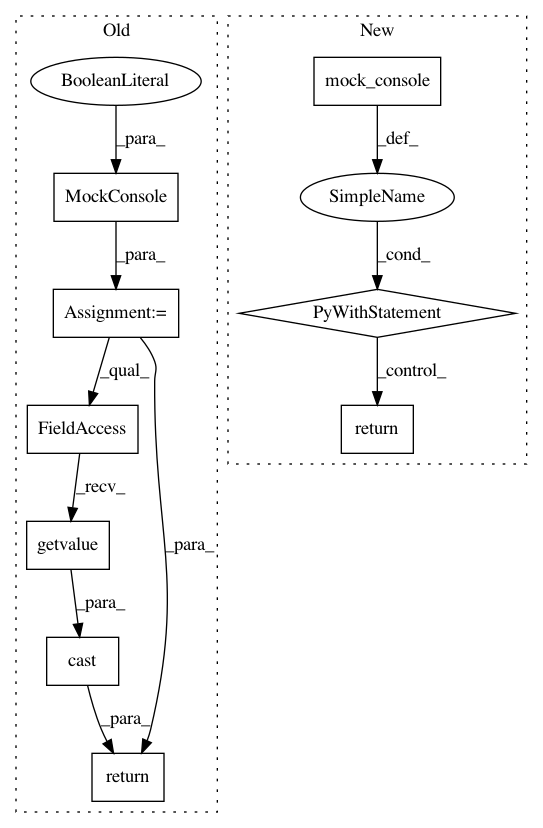 Old
BooleanLiteral
_para_
MockConsole
_para_
Assignment:=
_qual_
FieldAccess
_recv_
getvalue
_para_
_para_
cast
_para_
return
New
mock_console
_def_
SimpleName
_cond_
PyWithStatement
_control_
return